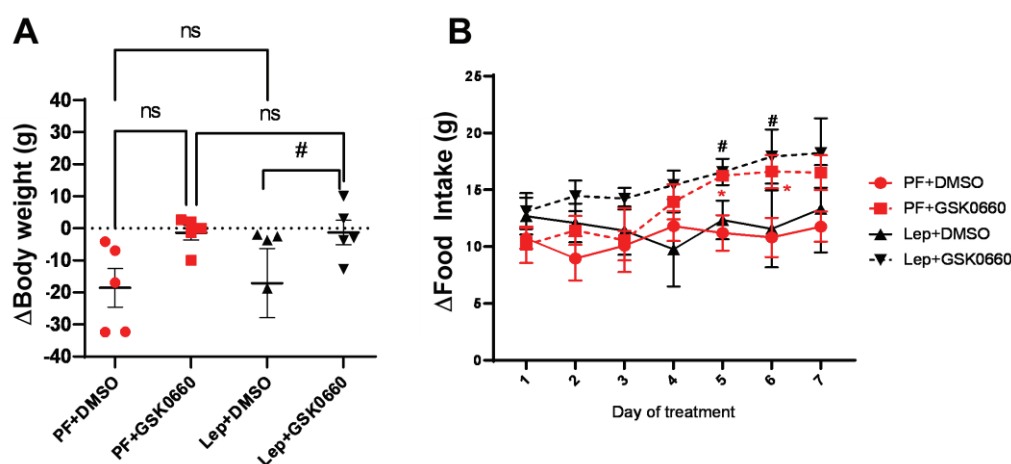 A
ns
ns
ns
#
ΔBody weight (g)
40
30
20
10
0
-10
-20
-30
-40
PF+DMSO
PF+GSK0660
Lep+DMSO
Lep+GSK0660
B
ΔFood Intake (g)
25
20
15
10
5
0
#
#
*
*
1
2
3
4
5
6
7
Day of treatment
PF+DMSO
PF+GSK0660
Lep+DMSO
Lep+GSK0660